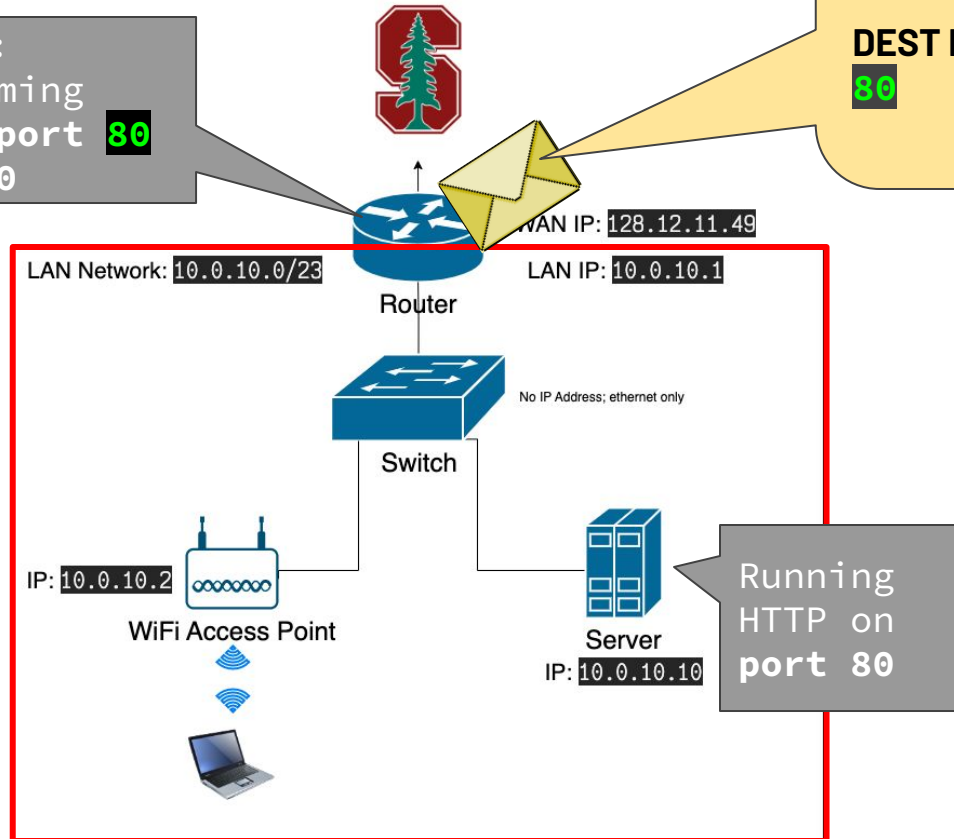 :
ming
port 80
0
S
DEST
80
WAN IP: 128.12.11.49
LAN Network: 10.0.10.0/23
LAN IP: 10.0.10.1
Router
No IP Address; ethernet only
Switch
IP: 10.0.10.2
WiFi Access Point
Server
IP: 10.0.10.10
Running
HTTP on
port 80